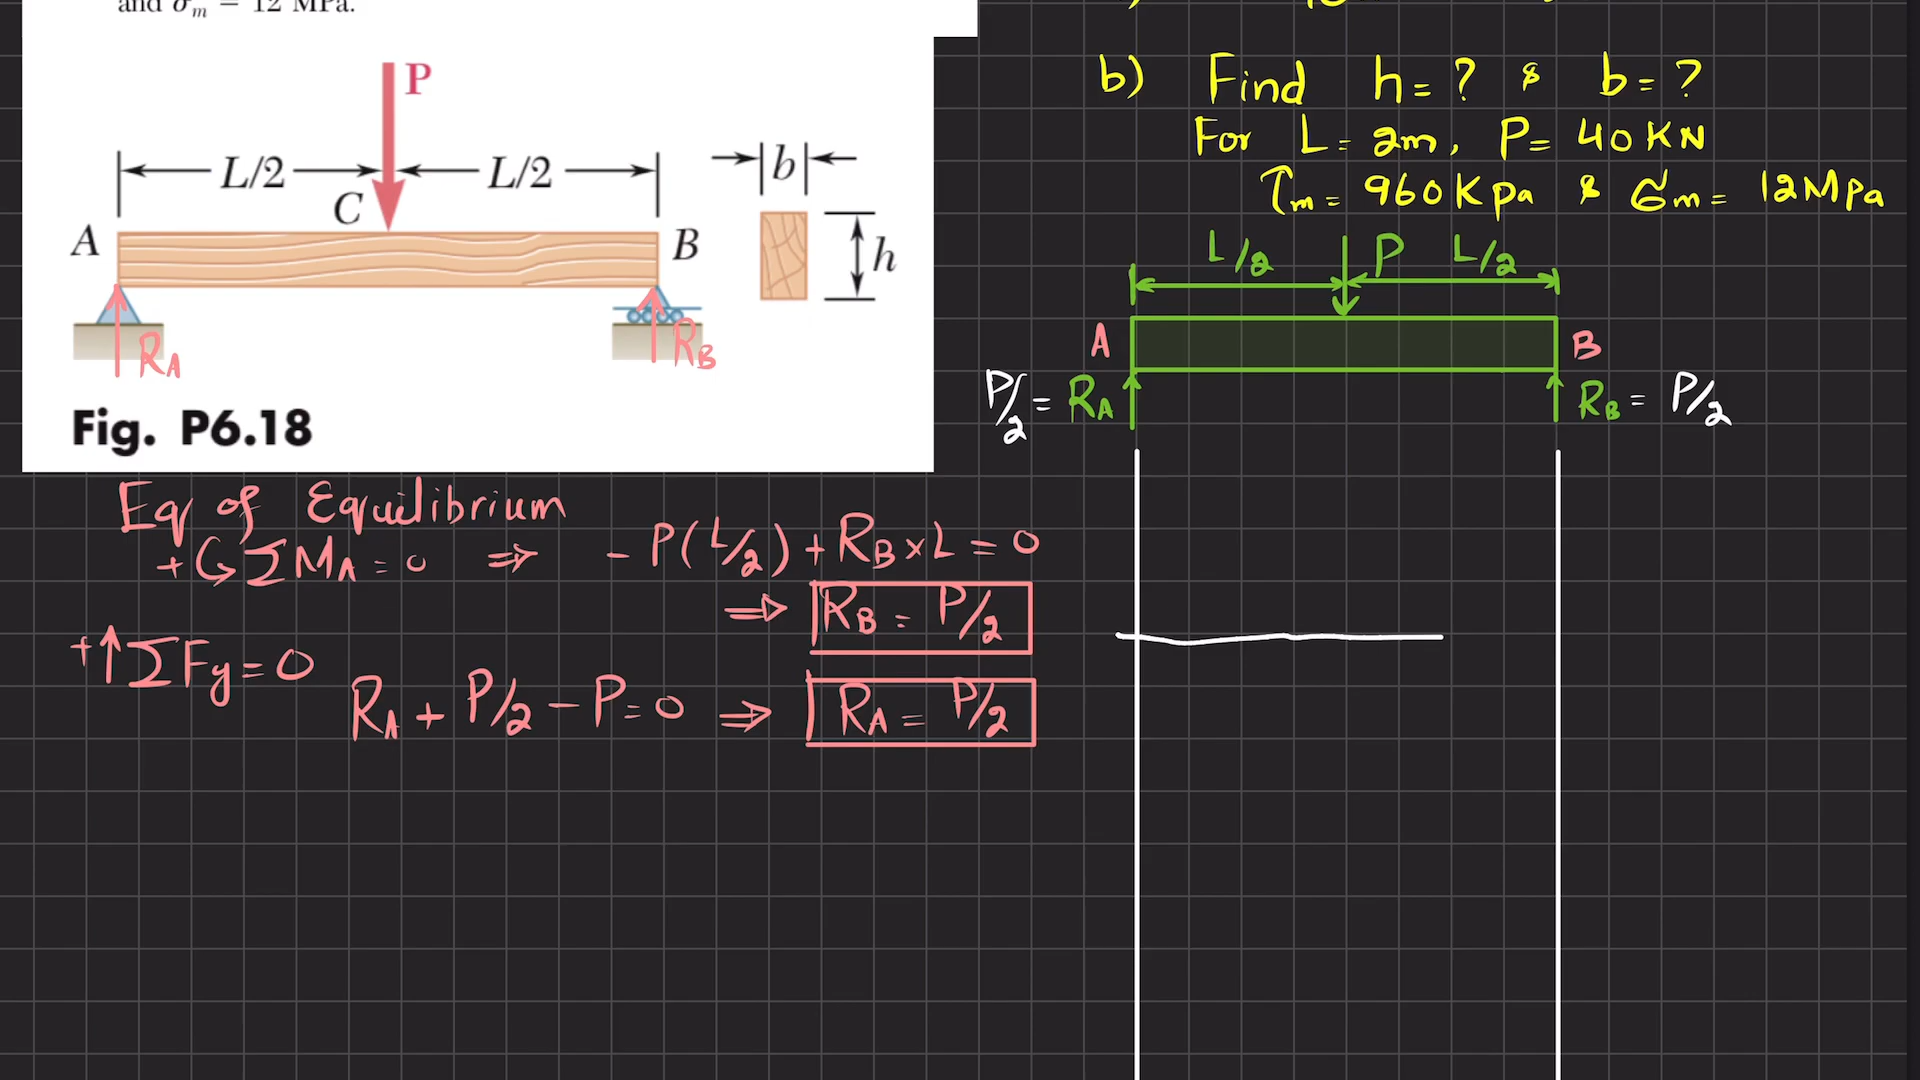 and σm = 12 MPa.
P
L/2 L/2
C
A B
b
h
RA RB
Fig. P6.18
b) Find h = ? & b = ?
For L = 2m, P = 40 KN
τm = 960 Kpa & σm = 12 MPa
L/2 P L/2
A B
P/2 = RA RB = P/2
Eq of Equilibrium
+↺ ΣMA = 0 ⇒ - P(L/2) + RB × L = 0
⇒ RB = P/2
+↑ ΣFy = 0
RA + P/2 - P = 0 ⇒ RA = P/2